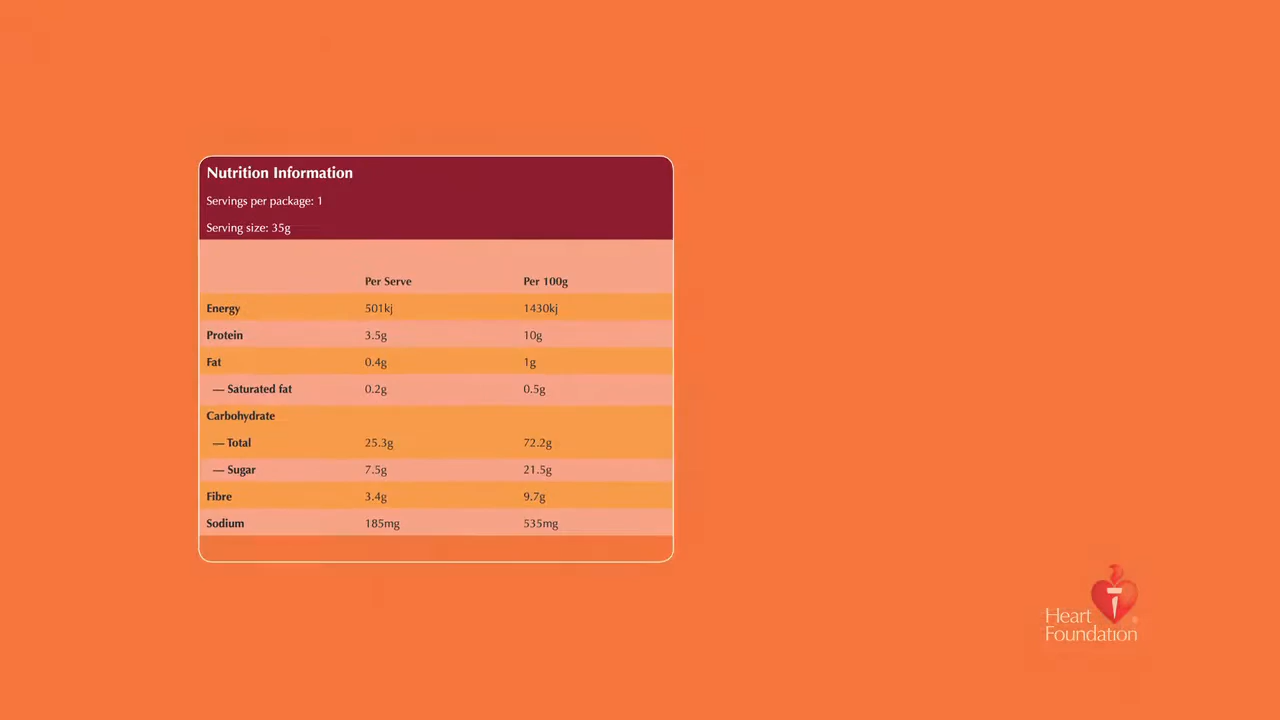 Nutrition Information
Servings per package: 1
Serving size: 35g
Per Serve Per 100g
Energy 501kj 1430kj
Protein 3.5g 10g
Fat 0.4g 1g
— Saturated fat 0.2g 0.5g
Carbohydrate
— Total 25.3g 72.2g
— Sugar 7.5g 21.5g
Fibre 3.4g 9.7g
Sodium 185mg 535mg
Heart
Foundation